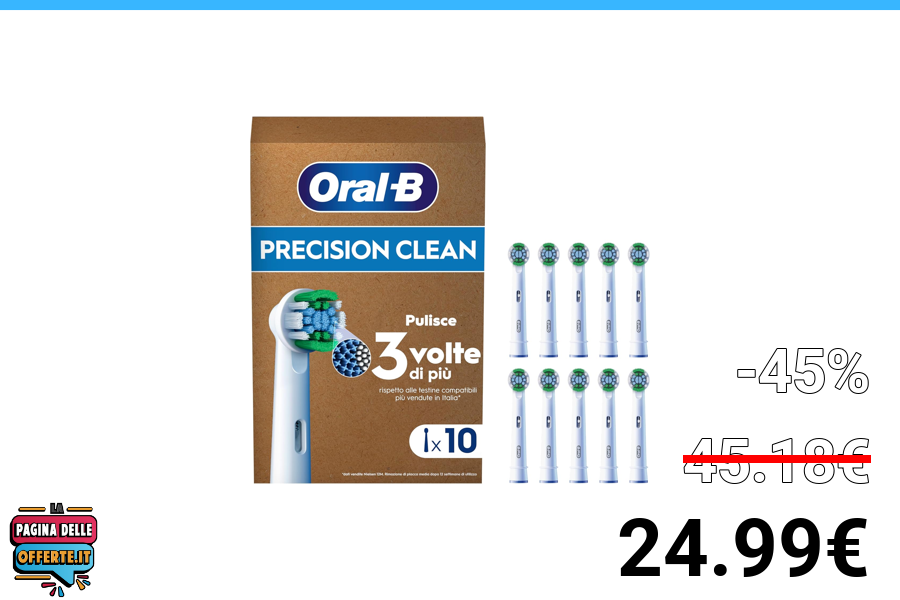 Oral-B
PRECISION CLEAN
Pulisce
3 volte
di più
rispetto alle testine compatibili
più vendute in Italia*
x10
-45%
45.18€
24.99€
LA
PAGINA DELLE
OFFERTE.IT